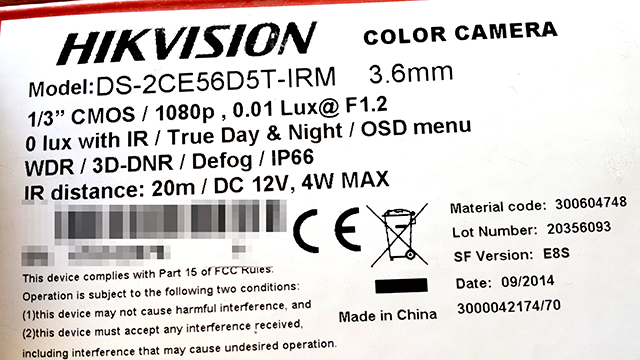 HIKVISION COLOR CAMERA
Model:DS-2CE56D5T-IRM 3.6mm
1/3” CMOS / 1080p , 0.01 Lux@ F1.2
0 lux with IR / True Day & Night / OSD menu
WDR / 3D-DNR / Defog / IP66
IR distance: 20m / DC 12V, 4W MAX
CE
Material code: 300604748
Lot Number: 20356093
SF Version: E8S
Date: 09/2014
3000042174/70
Made in China
This device complies with Part 15 of FCC Rules.
Operation is subject to the following two conditions:
(1)this device may not cause harmful interference, and
(2)this device must accept any interference received,
including interference that may cause undesired operation.